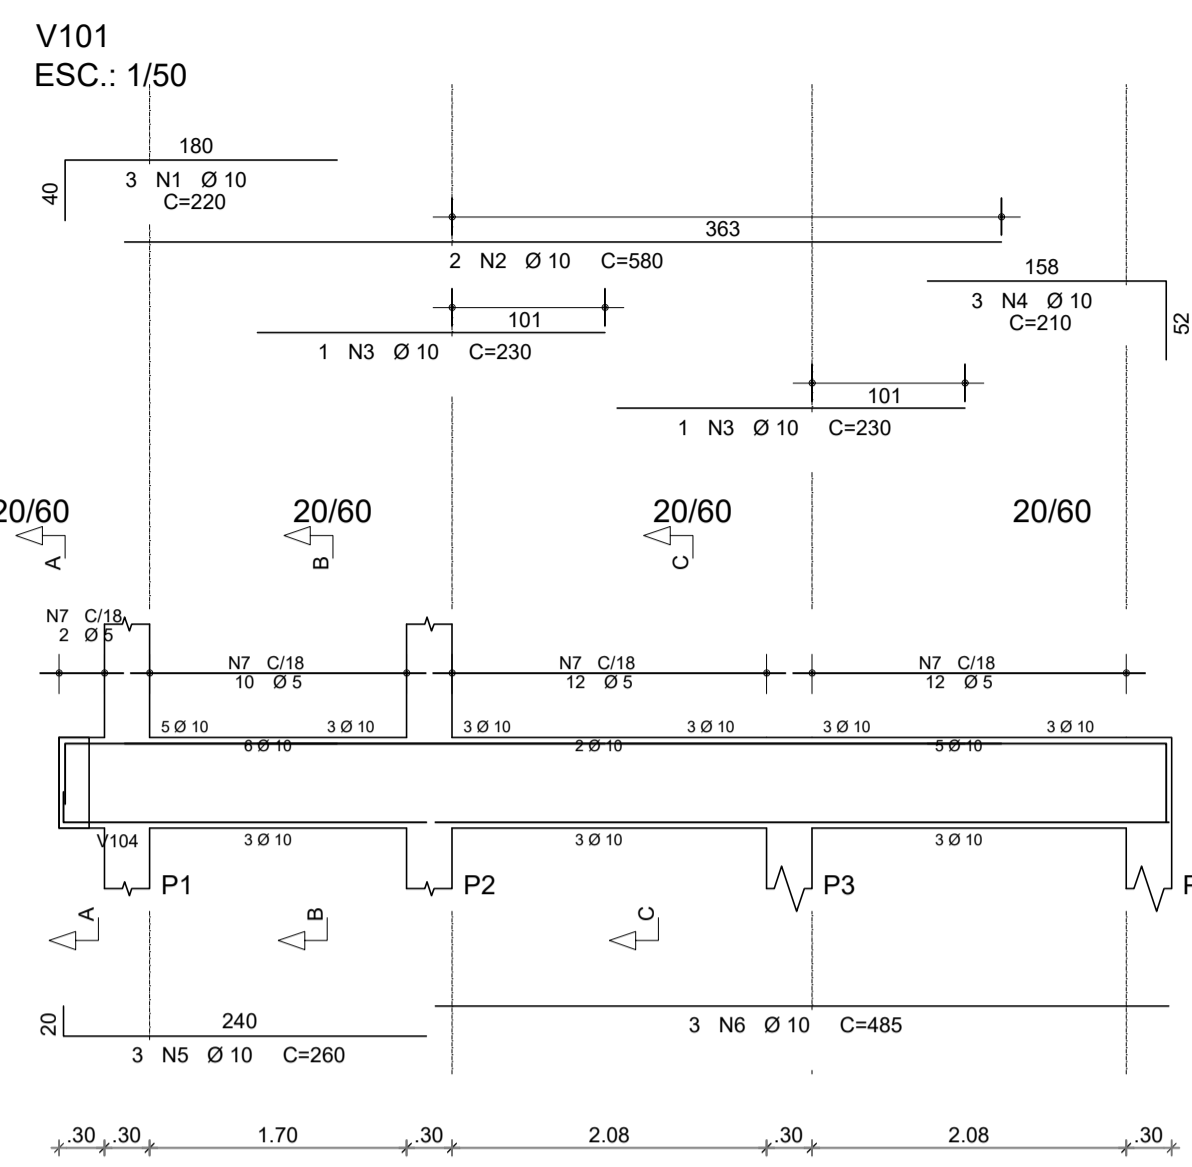 V101
ESC.: 1/50
180
40
3 N1 Ø 10
C=220
363
2 N2 Ø 10 C=580
158
3 N4 Ø 10
C=210
52
101
1 N3 Ø 10 C=230
101
1 N3 Ø 10 C=230
20/60 20/60 20/60 20/60
A B C
N7 C/18
2 Ø 5
N7 C/18
10 Ø 5
N7 C/18
12 Ø 5
N7 C/18
12 Ø 5
5 Ø 10 3 Ø 10 3 Ø 10 3 Ø 10 3 Ø 10 3 Ø 10
6 Ø 10 2 Ø 10 5 Ø 10
V104 3 Ø 10 3 Ø 10 3 Ø 10
P1 P2 P3 P
A B C
20
240
3 N5 Ø 10 C=260
3 N6 Ø 10 C=485
.30 .30 1.70 .30 2.08 .30 2.08 .30